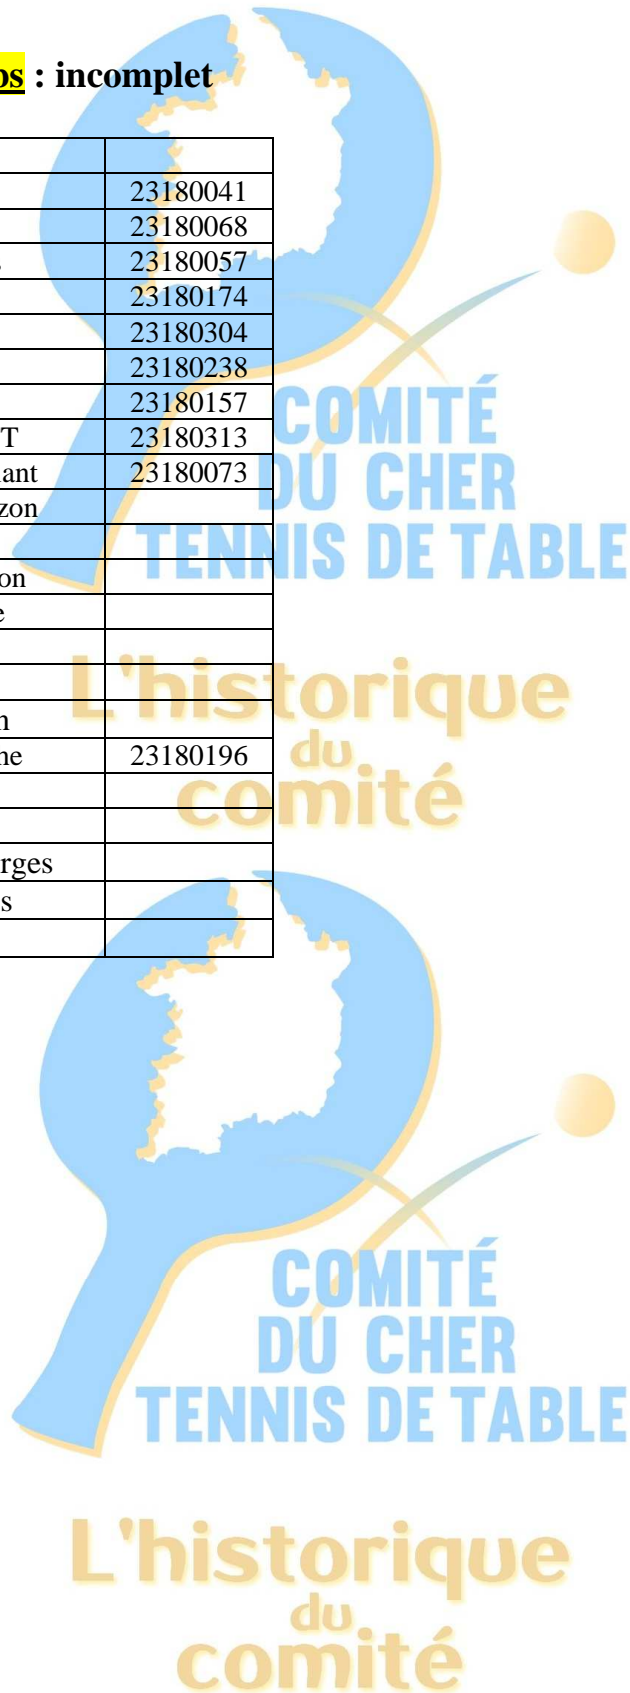 bs : incomplet
23180041
23180068
23180057
23180174
23180304
23180238
23180157
T 23180313
ant 23180073
zon
on
e
n
ne 23180196
rges
s
COMITÉ
DU CHER
TENNIS DE TABLE
L'historique
du
comité
COMITÉ
DU CHER
TENNIS DE TABLE
L'historique
du
comité